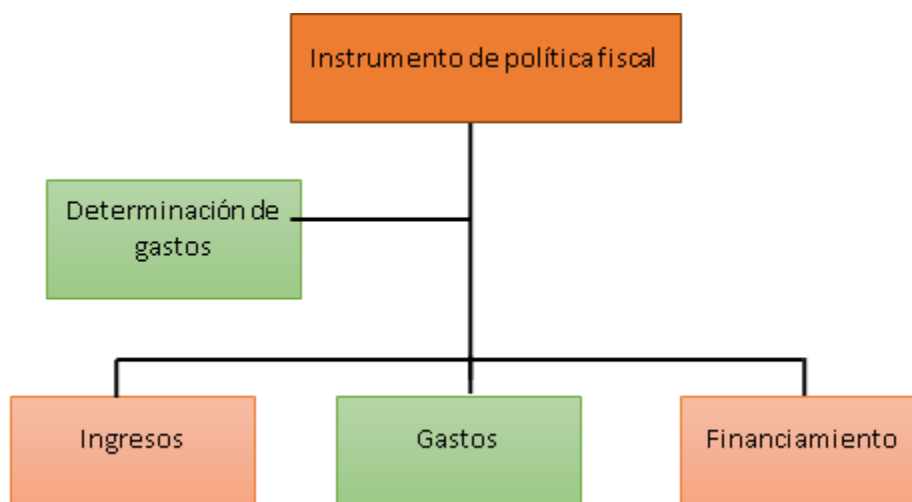 Instrumento de política fiscal
Determinación de
gastos
Ingresos
Gastos
Financiamiento